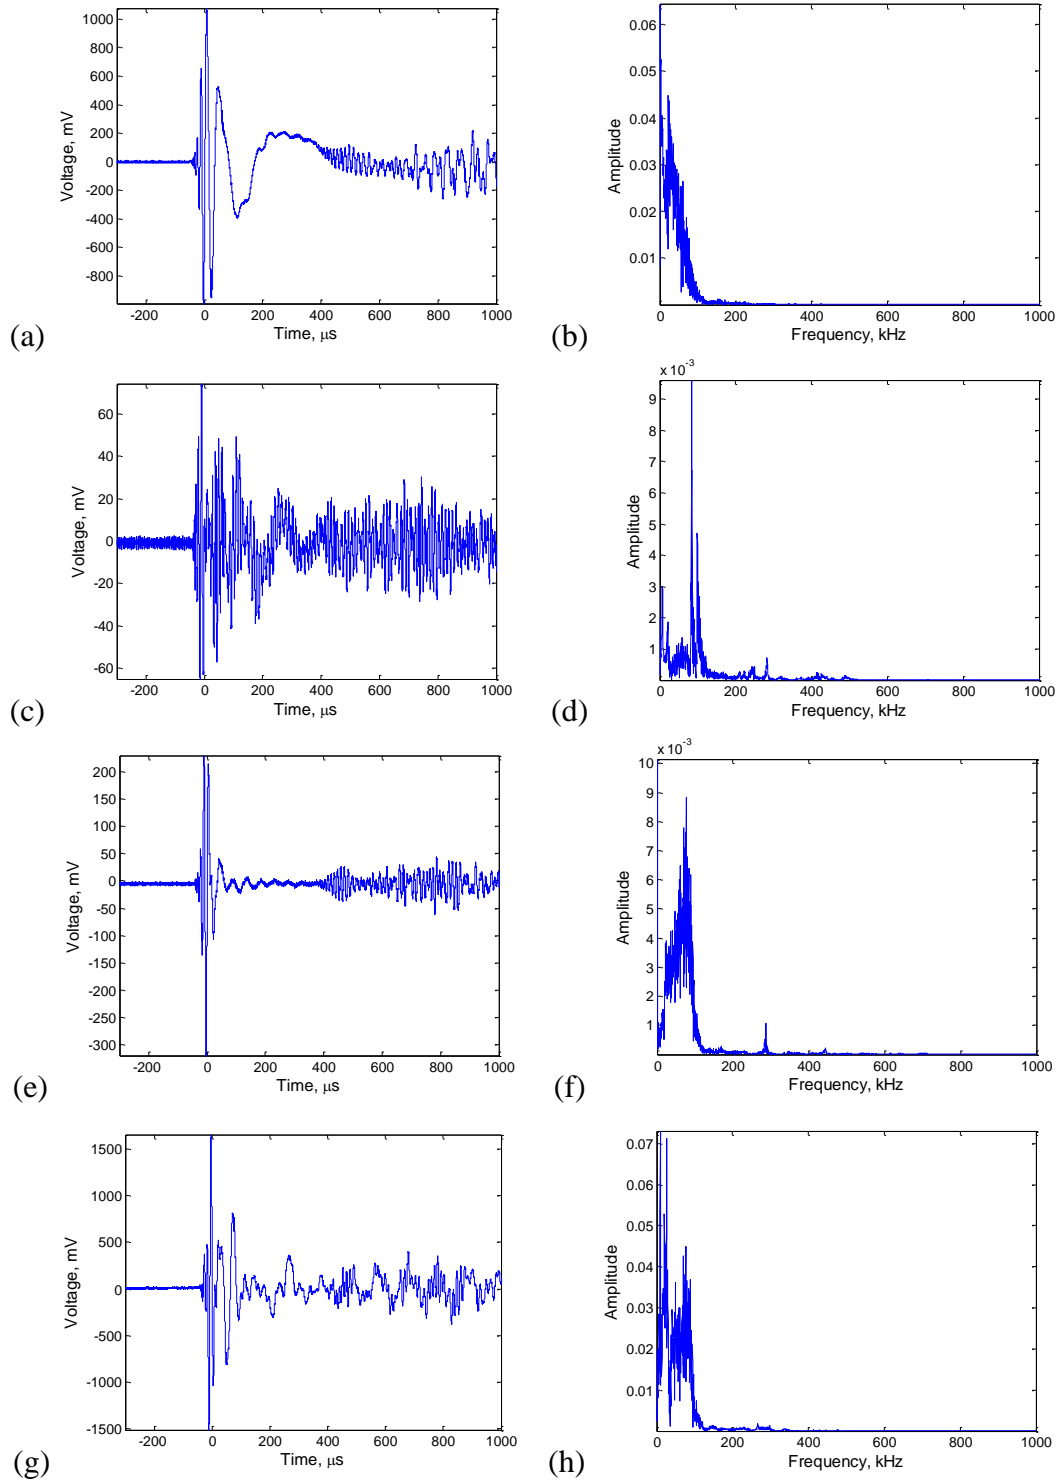 1000
800
600
400
200
0
-200
-400
-600
-800
Voltage, mV
-200 0 200 400 600 800 1000
Time, μs
(a)
0.06
0.05
0.04
0.03
0.02
0.01
Amplitude
0 200 400 600 800 1000
Frequency, kHz
(b)
60
40
20
0
-20
-40
-60
Voltage, mV
-200 0 200 400 600 800 1000
Time, μs
(c)
x 10⁻³
9
8
7
6
5
4
3
2
1
Amplitude
0 200 400 600 800 1000
Frequency, kHz
(d)
200
150
100
50
0
-50
-100
-150
-200
-250
-300
Voltage, mV
-200 0 200 400 600 800 1000
Time, μs
(e)
x 10⁻³
10
9
8
7
6
5
4
3
2
1
Amplitude
0 200 400 600 800 1000
Frequency, kHz
(f)
1500
1000
500
0
-500
-1000
-1500
Voltage, mV
-200 0 200 400 600 800 1000
Time, μs
(g)
0.07
0.06
0.05
0.04
0.03
0.02
0.01
Amplitude
0 200 400 600 800 1000
Frequency, kHz
(h)